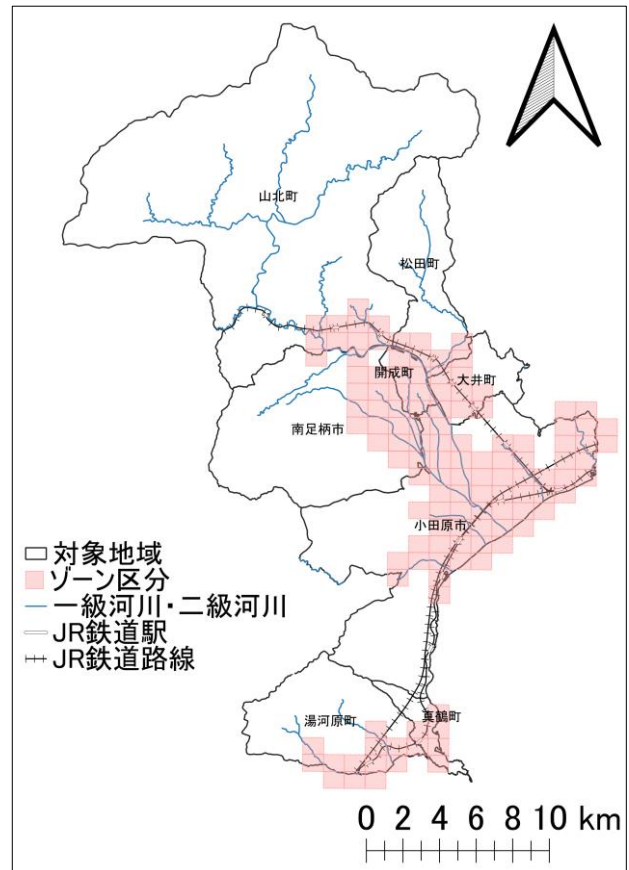 山北町
松田町
開成町
大井町
南足柄市
小田原市
対象地域
ゾーン区分
一級河川・二級河川
JR鉄道駅
JR鉄道路線
湯河原町
真鶴町
0 2 4 6 8 10 km